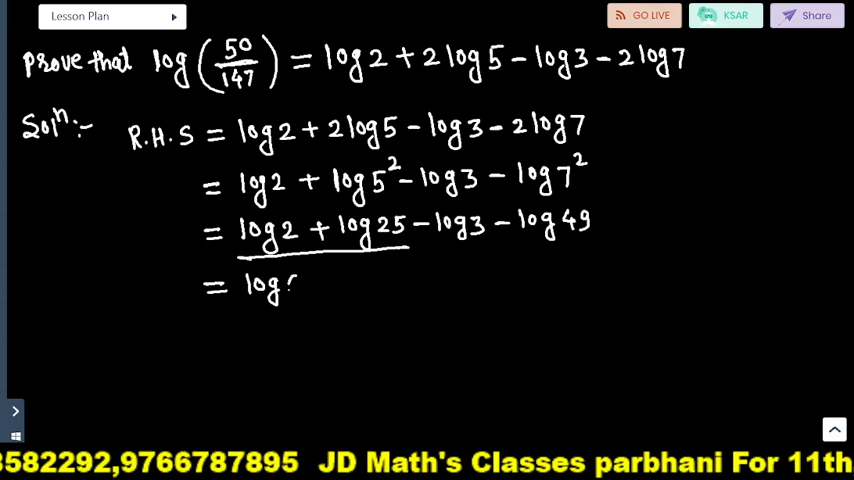 Lesson Plan
GO LIVE
KSAR
Share
prove that log(50/147) = log2 + 2log5 - log3 - 2log7
Solⁿ:- R.H.S = log2 + 2log5 - log3 - 2log7
= log2 + log5² - log3 - log7²
= log2 + log25 - log3 - log49
= log
3582292,9766787895 JD Math's Classes parbhani For 11th